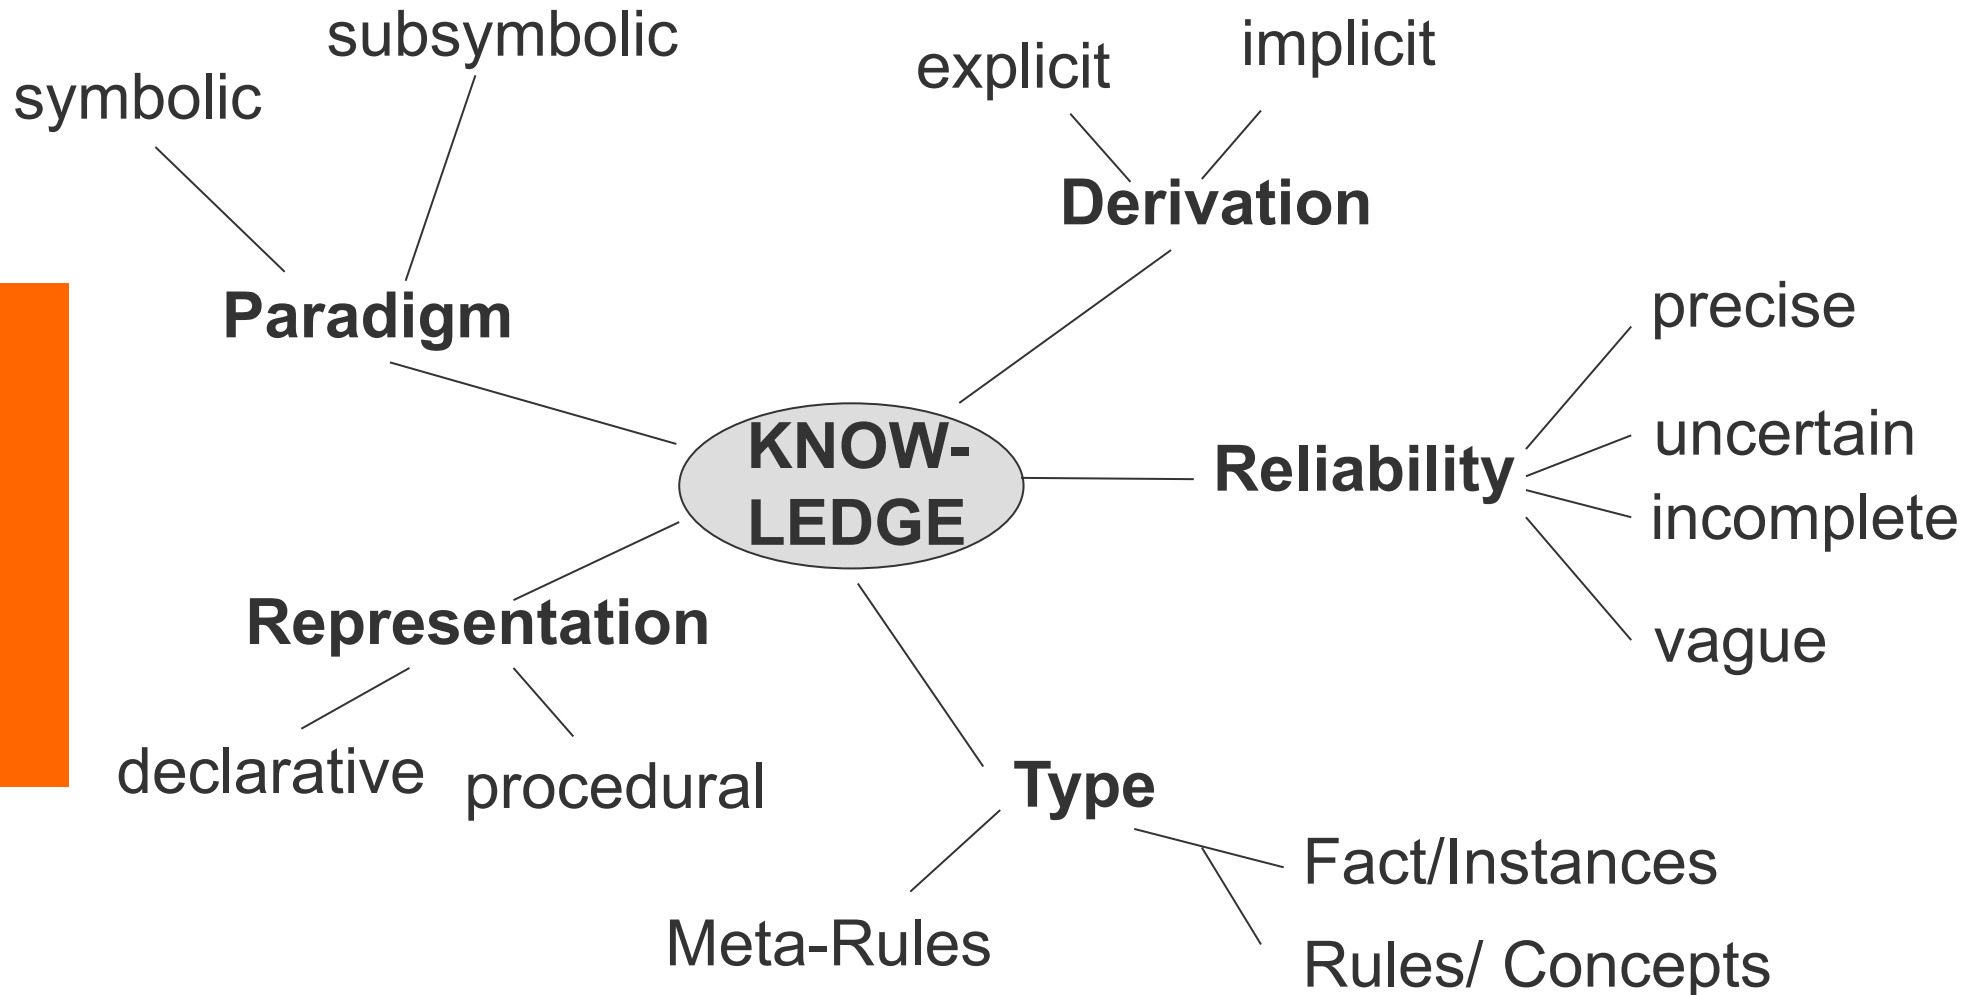 subsymbolic
symbolic
explicit
implicit
Derivation
Paradigm
precise
KNOW-
LEDGE
Reliability
uncertain
incomplete
vague
Representation
declarative
procedural
Type
Fact/Instances
Meta-Rules
Rules/ Concepts